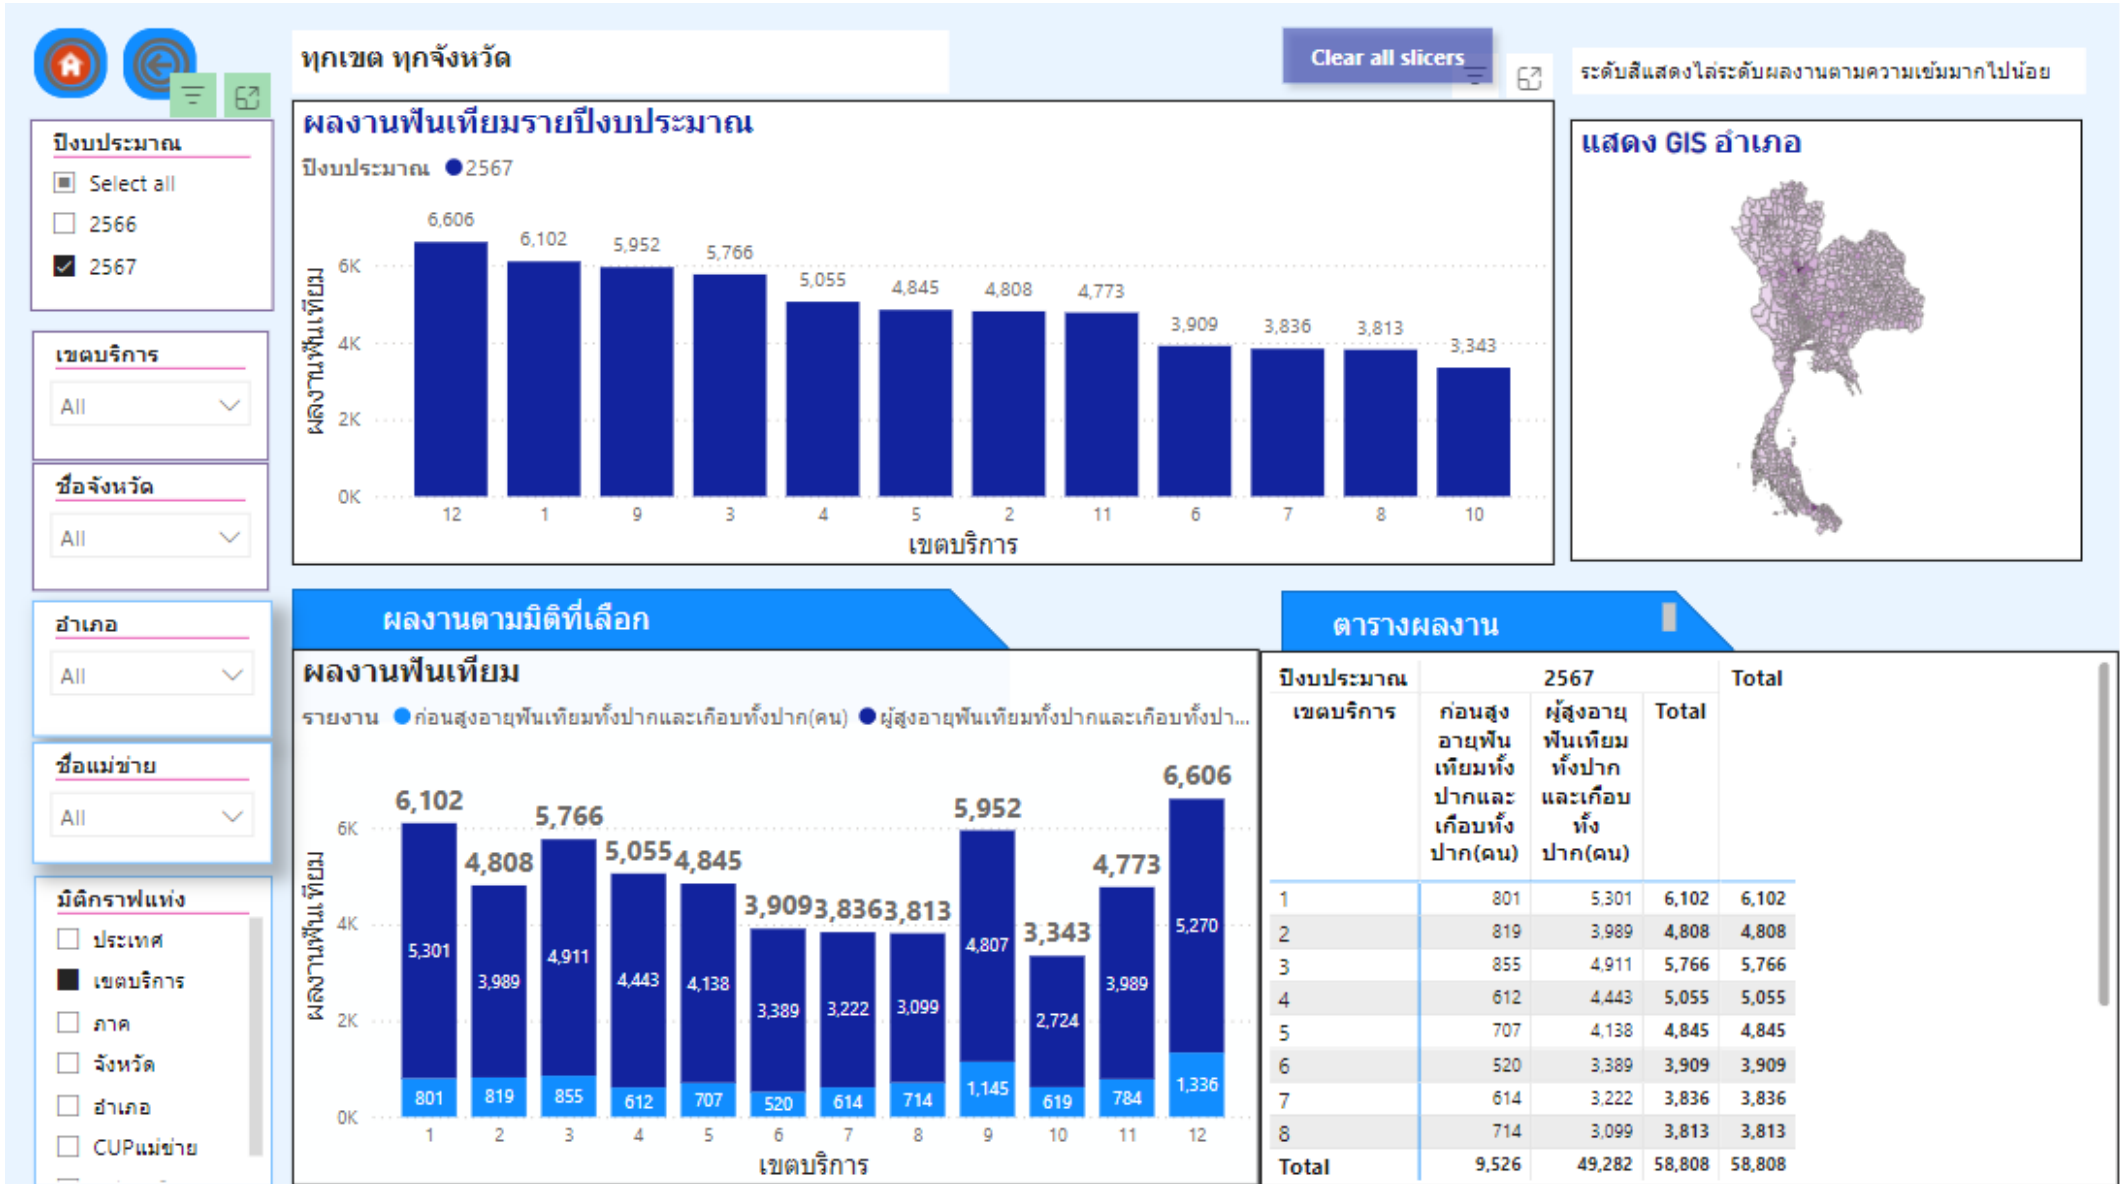 ทุกเขต ทุกจังหวัด
Clear all slicers
ระดับสีแสดงไล่ระดับผลงานตามความเข้มมากไปน้อย
ปีงบประมาณ
Select all
2566
2567
เขตบริการ
All
ชื่อจังหวัด
All
อำเภอ
All
ชื่อแม่ข่าย
All
มิติกราฟแท่ง
ประเทศ
เขตบริการ
ภาค
จังหวัด
อำเภอ
CUPแม่ข่าย
ผลงานฟันเทียมรายปีงบประมาณ
ปีงบประมาณ 2567
ผลงานฟันเทียม
6K
4K
2K
0K
6,606
6,102
5,952
5,766
5,055
4,845
4,808
4,773
3,909
3,836
3,813
3,343
12 1 9 3 4 5 2 11 6 7 8 10
เขตบริการ
แสดง GIS อำเภอ
ผลงานตามมิติที่เลือก
ผลงานฟันเทียม
รายงาน ก่อนสูงอายุฟันเทียมทั้งปากและเกือบทั้งปาก(คน) ผู้สูงอายุฟันเทียมทั้งปากและเกือบทั้งปา...
ผลงานฟันเทียม
6K
4K
2K
0K
6,102 4,808 5,766 5,055 4,845 3,909 3,836 3,813 5,952 3,343 4,773 6,606
5,301 3,989 4,911 4,443 4,138 3,389 3,222 3,099 4,807 2,724 3,989 5,270
801 819 855 612 707 520 614 714 1,145 619 784 1,336
1 2 3 4 5 6 7 8 9 10 11 12
เขตบริการ
ตารางผลงาน
ปีงบประมาณ 2567 Total
เขตบริการ ก่อนสูง ผู้สูงอายุ Total
อายุฟัน ฟันเทียม
เทียมทั้ง ทั้งปาก
ปากและ และเกือบ
เกือบทั้ง ทั้ง
ปาก(คน) ปาก(คน)
1 801 5,301 6,102 6,102
2 819 3,989 4,808 4,808
3 855 4,911 5,766 5,766
4 612 4,443 5,055 5,055
5 707 4,138 4,845 4,845
6 520 3,389 3,909 3,909
7 614 3,222 3,836 3,836
8 714 3,099 3,813 3,813
Total 9,526 49,282 58,808 58,808